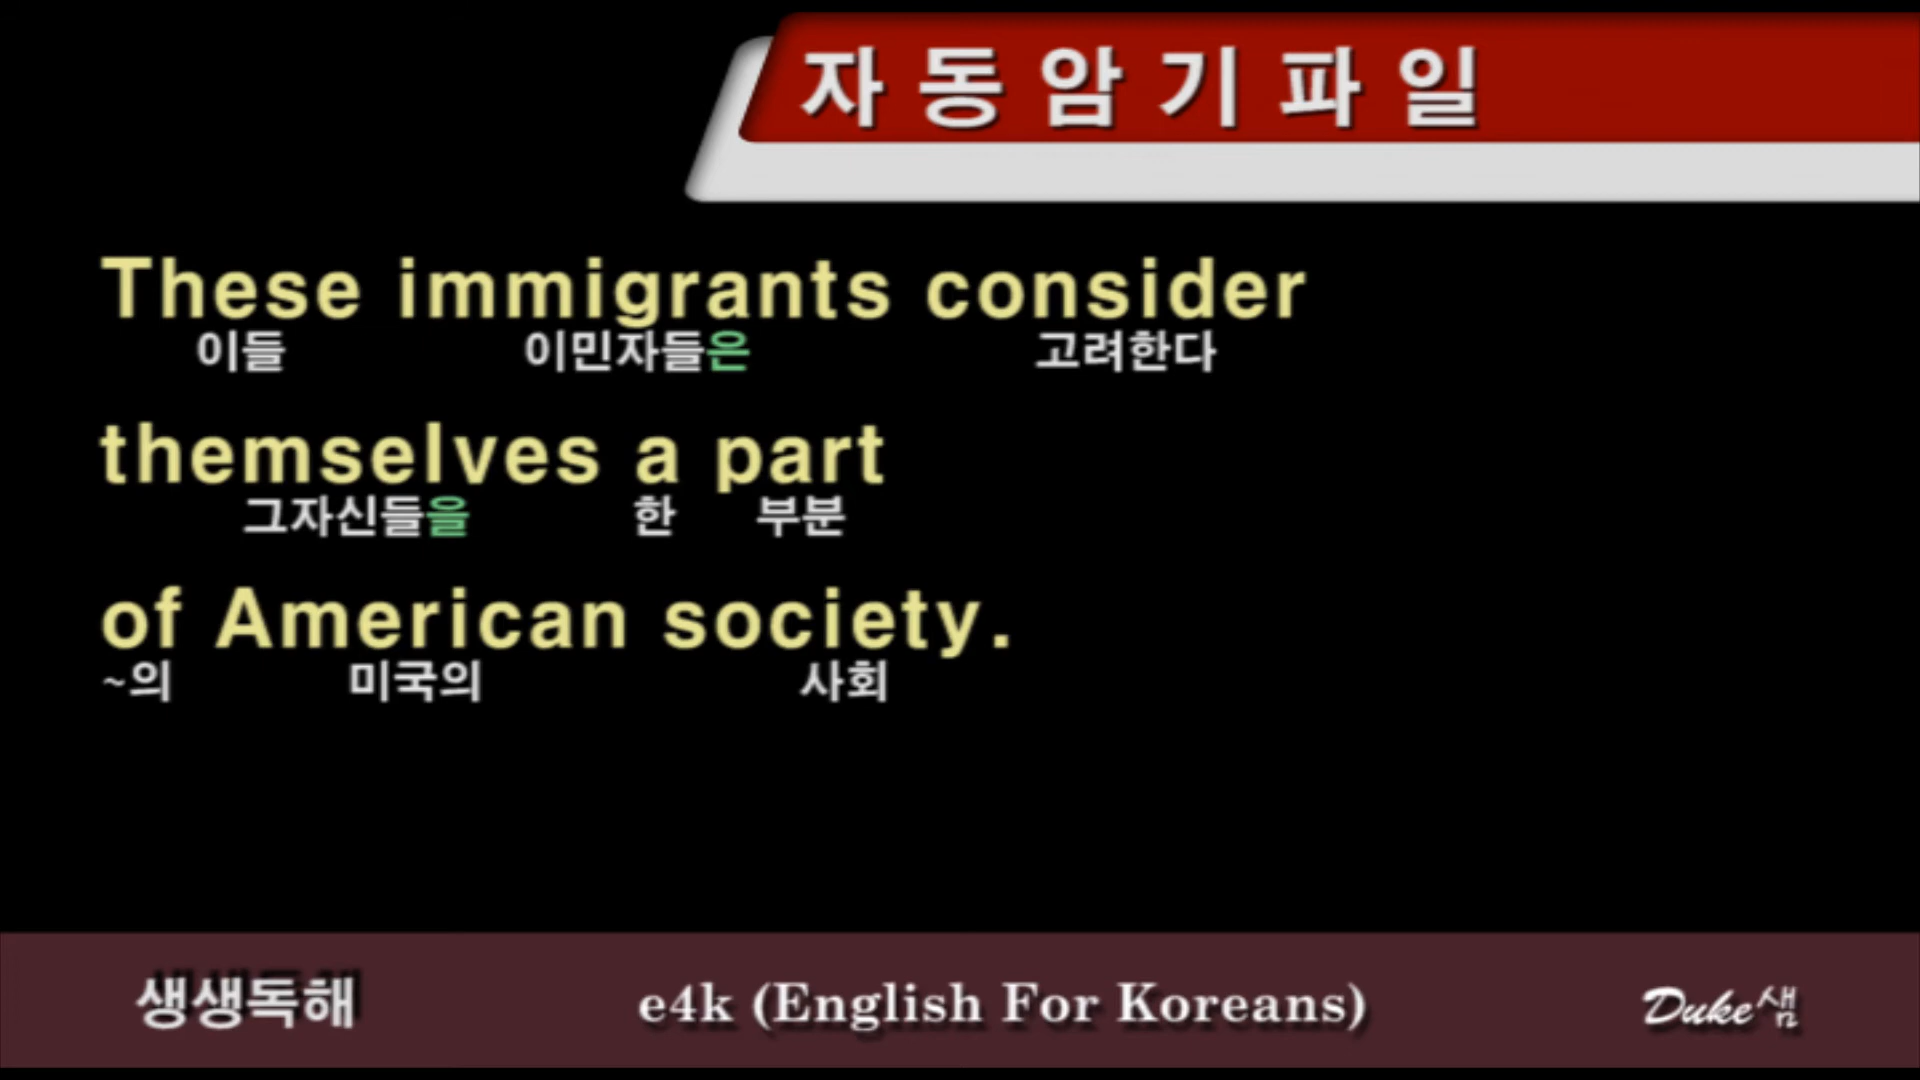 자동암기파일
These immigrants consider
이들 이민자들은 고려한다
themselves a part
그자신들을 한 부분
of American society.
~의 미국의 사회
생생독해 e4k (English For Koreans) Duke샘